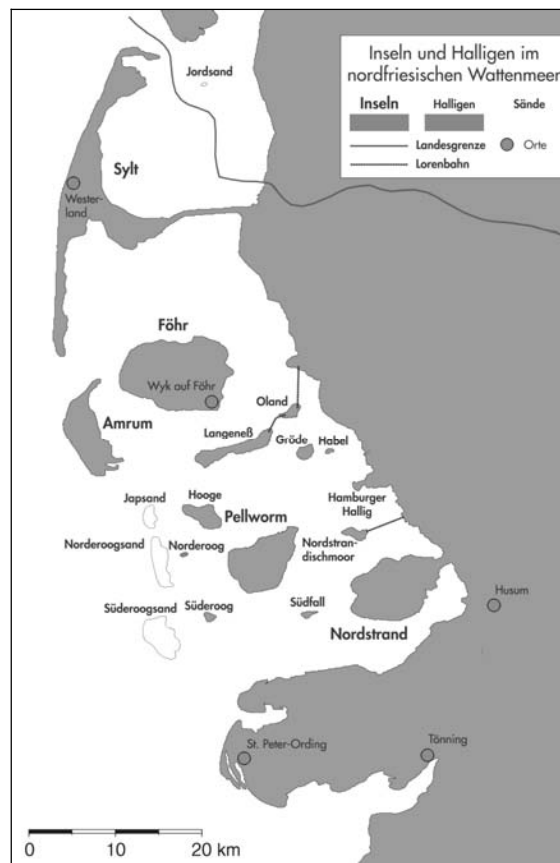 Inseln und Halligen im
nordfriesischen Wattenmeer
Inseln Halligen Sände
Landesgrenze Orte
Lorenbahn
Jordsand
Sylt
Wester-
land
Föhr
Wyk auf Föhr
Amrum
Oland
Langeneß
Gröde Habel
Japsand
Hooge
Pellworm
Hamburger
Hallig
Norderoogsand Norderoog
Nordstran-
dischmoor
Süderoogsand Süderoog
Südfall
Nordstrand
Husum
St. Peter-Ording
Tönning
0 10 20 km